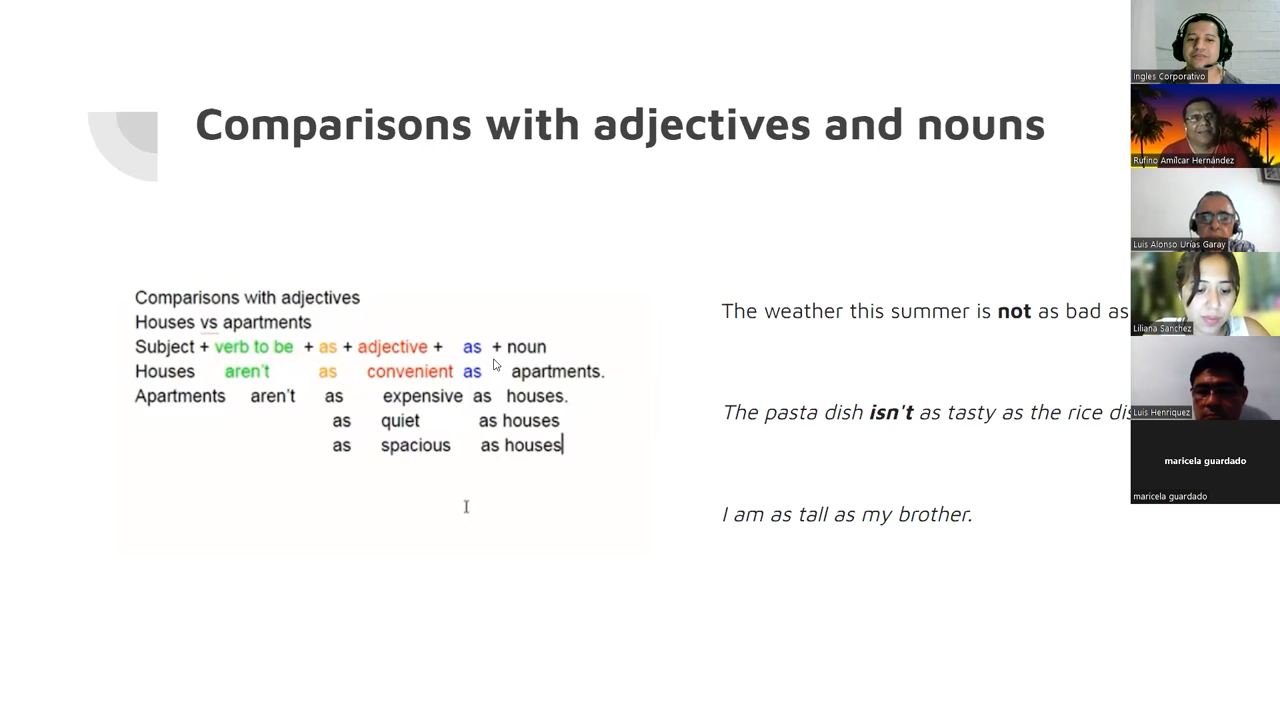 Comparisons with adjectives and nouns
Comparisons with adjectives
Houses vs apartments
Subject + verb to be + as + adjective + as + noun
Houses aren't as convenient as apartments.
Apartments aren't as expensive as houses.
as quiet as houses
as spacious as houses
The weather this summer is not as bad as
The pasta dish isn't as tasty as the rice
I am as tall as my brother.
Ingles Corporativo
Rufino Amílcar Hernández
Luis Alonso Urías Garay
Liliana Sanchez
Luis Henriquez
maricela guardado
maricela guardado